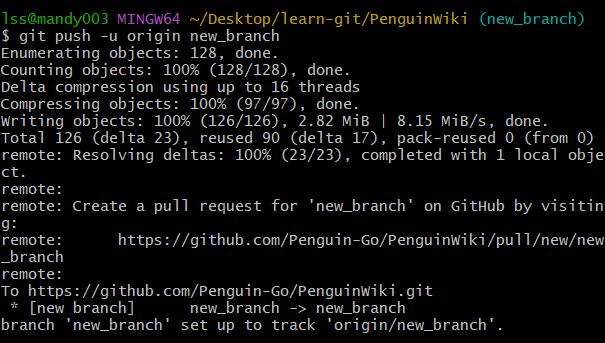 lss@mandy003 MINGW64 ~/Desktop/learn-git/PenguinWiki (new_branch)
$ git push -u origin new_branch
Enumerating objects: 128, done.
Counting objects: 100% (128/128), done.
Delta compression using up to 16 threads
Compressing objects: 100% (97/97), done.
Writing objects: 100% (126/126), 2.82 MiB | 8.15 MiB/s, done.
Total 126 (delta 23), reused 90 (delta 17), pack-reused 0 (from 0)
remote: Resolving deltas: 100% (23/23), completed with 1 local obje
ct.
remote:
remote: Create a pull request for 'new_branch' on GitHub by visitin
g:
remote:      https://github.com/Penguin-Go/PenguinWiki/pull/new/new
_branch
remote:
To https://github.com/Penguin-Go/PenguinWiki.git
 * [new branch]      new_branch -> new_branch
branch 'new_branch' set up to track 'origin/new_branch'.